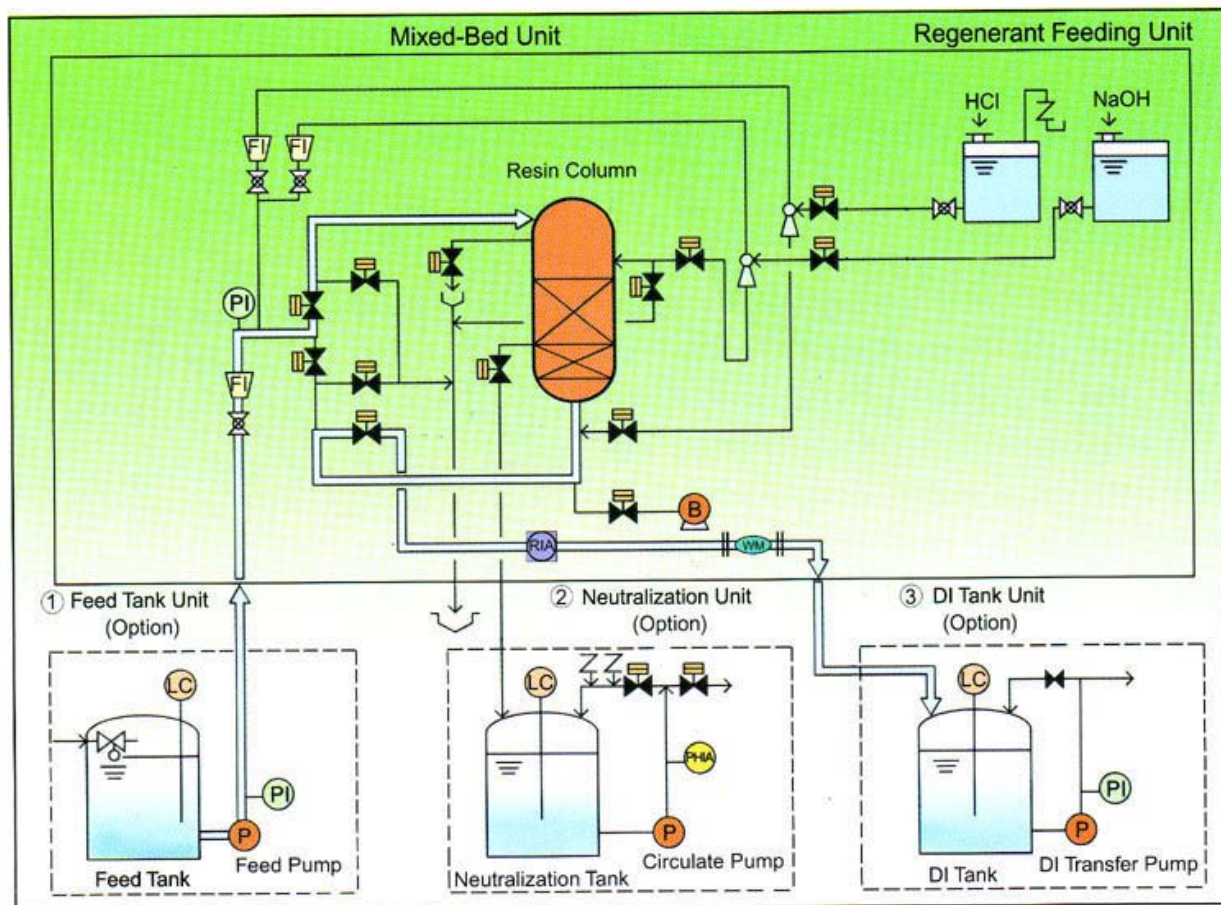 Mixed-Bed Unit
Regenerant Feeding Unit
HCl
NaOH
FI
FI
Resin Column
PI
FI
B
RIA
WM
① Feed Tank Unit
(Option)
② Neutralization Unit
(Option)
③ DI Tank Unit
(Option)
LC
LC
LC
PHIA
PI
PI
P
P
P
Feed Pump
Feed Tank
Circulate Pump
Neutralization Tank
DI Transfer Pump
DI Tank